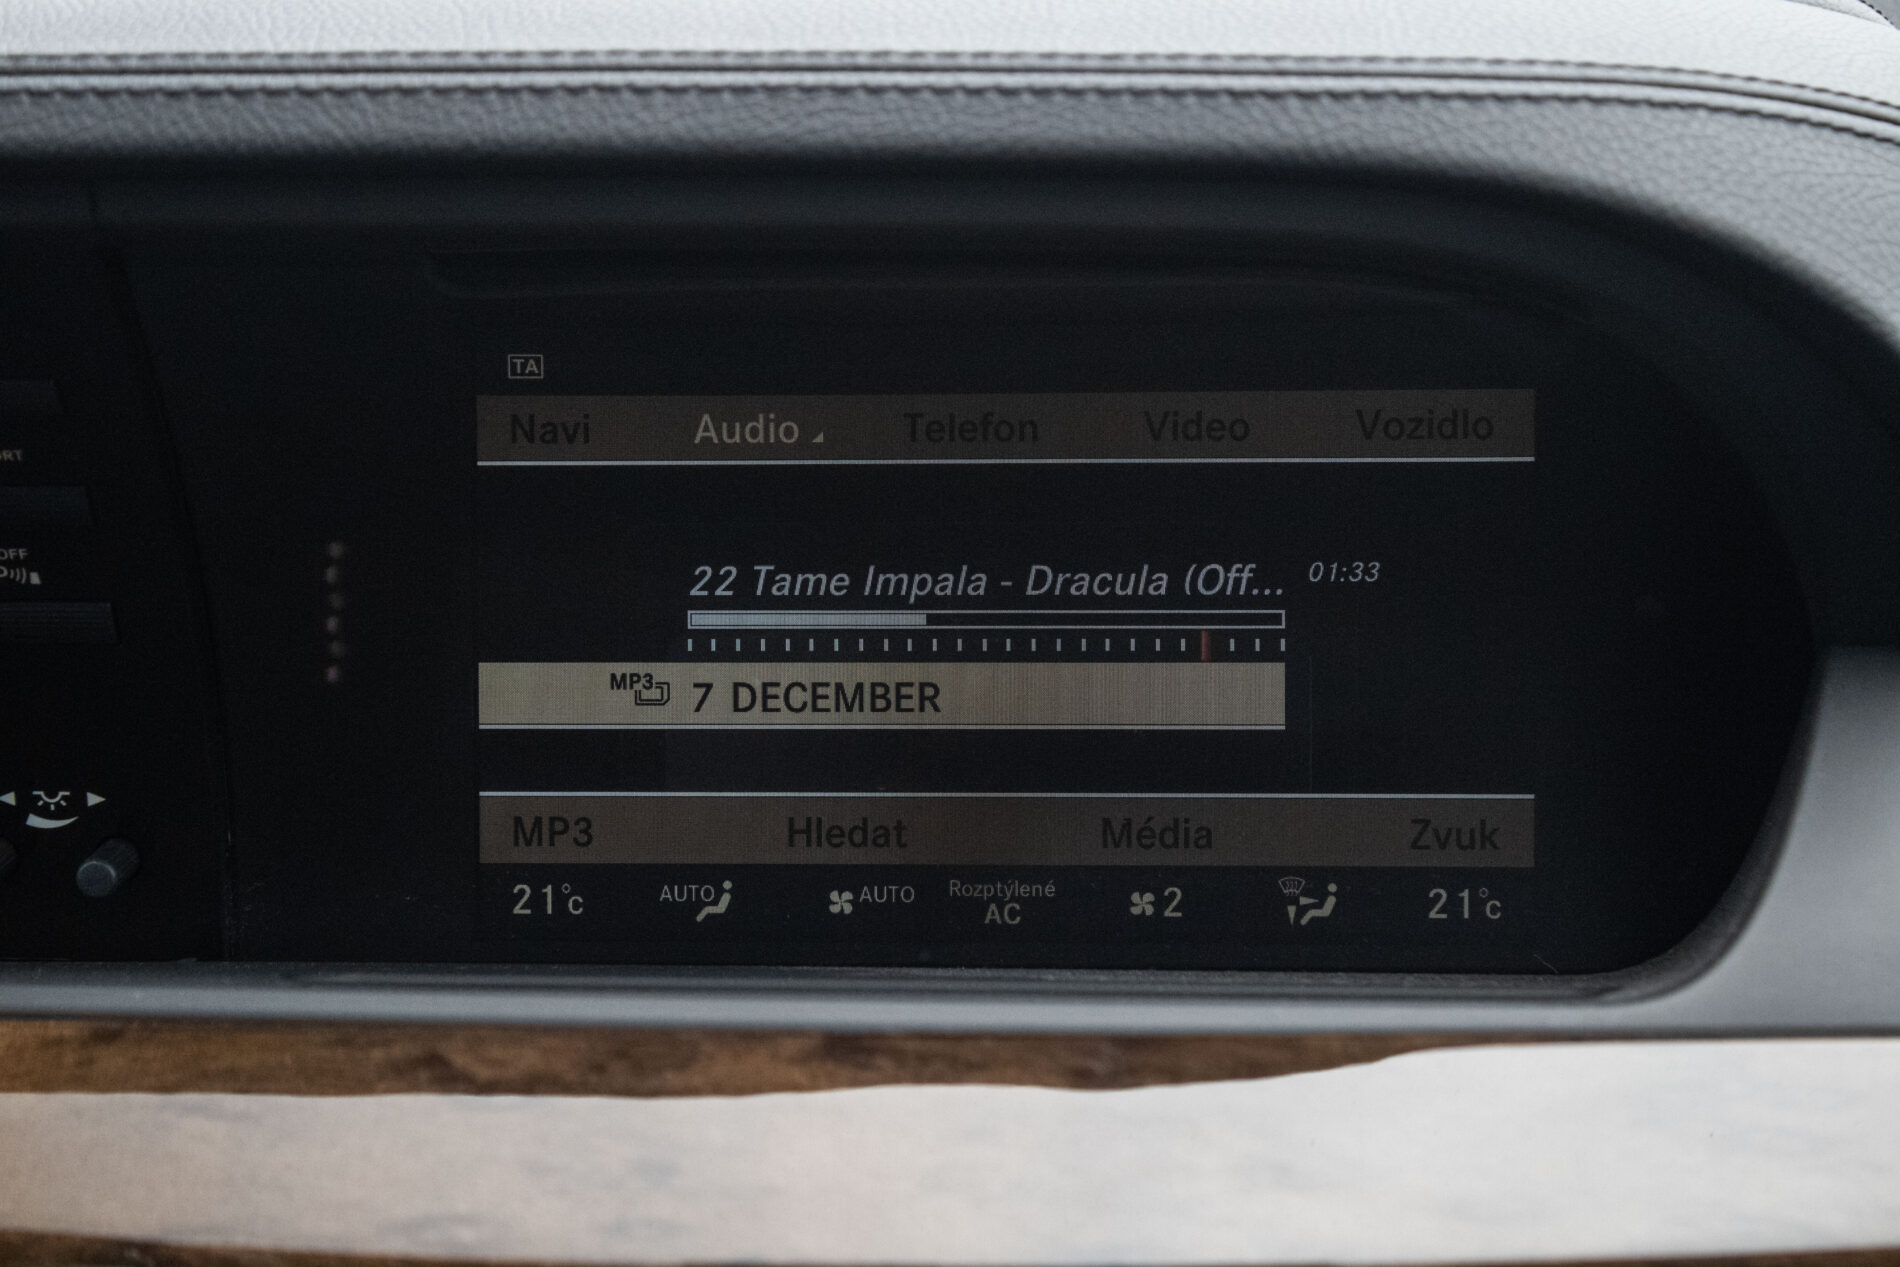 TA
Navi Audio Telefon Video Vozidlo
22 Tame Impala - Dracula (Off... 01:33
MP3 7 DECEMBER
MP3 Hledat Média Zvuk
21°C AUTO AUTO Rozptýlené AC 2 21°C
OFF